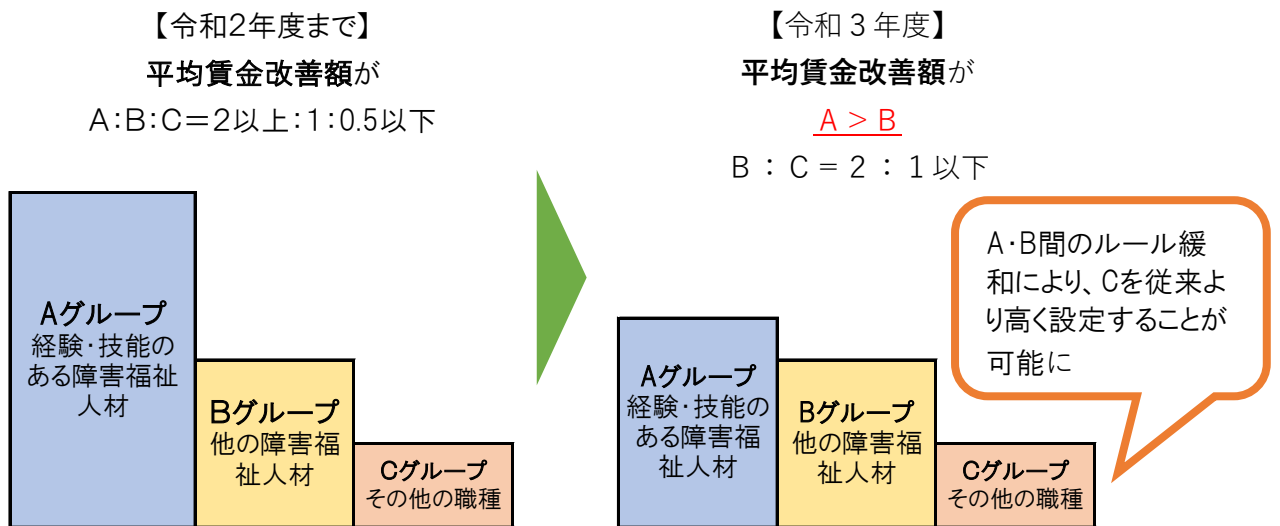 【令和2年度まで】
平均賃金改善額が
A:B:C=2以上:1:0.5以下
Aグループ
経験・技能の
ある障害福祉
人材
Bグループ
他の障害福
祉人材
Cグループ
その他の職種
【令和3年度】
平均賃金改善額が
A > B
B : C = 2 : 1以下
A・B間のルール緩
和により、Cを従来よ
り高く設定することが
可能に
Aグループ
経験・技能の
ある障害福
祉人材
Bグループ
他の障害福
祉人材
Cグループ
その他の職種